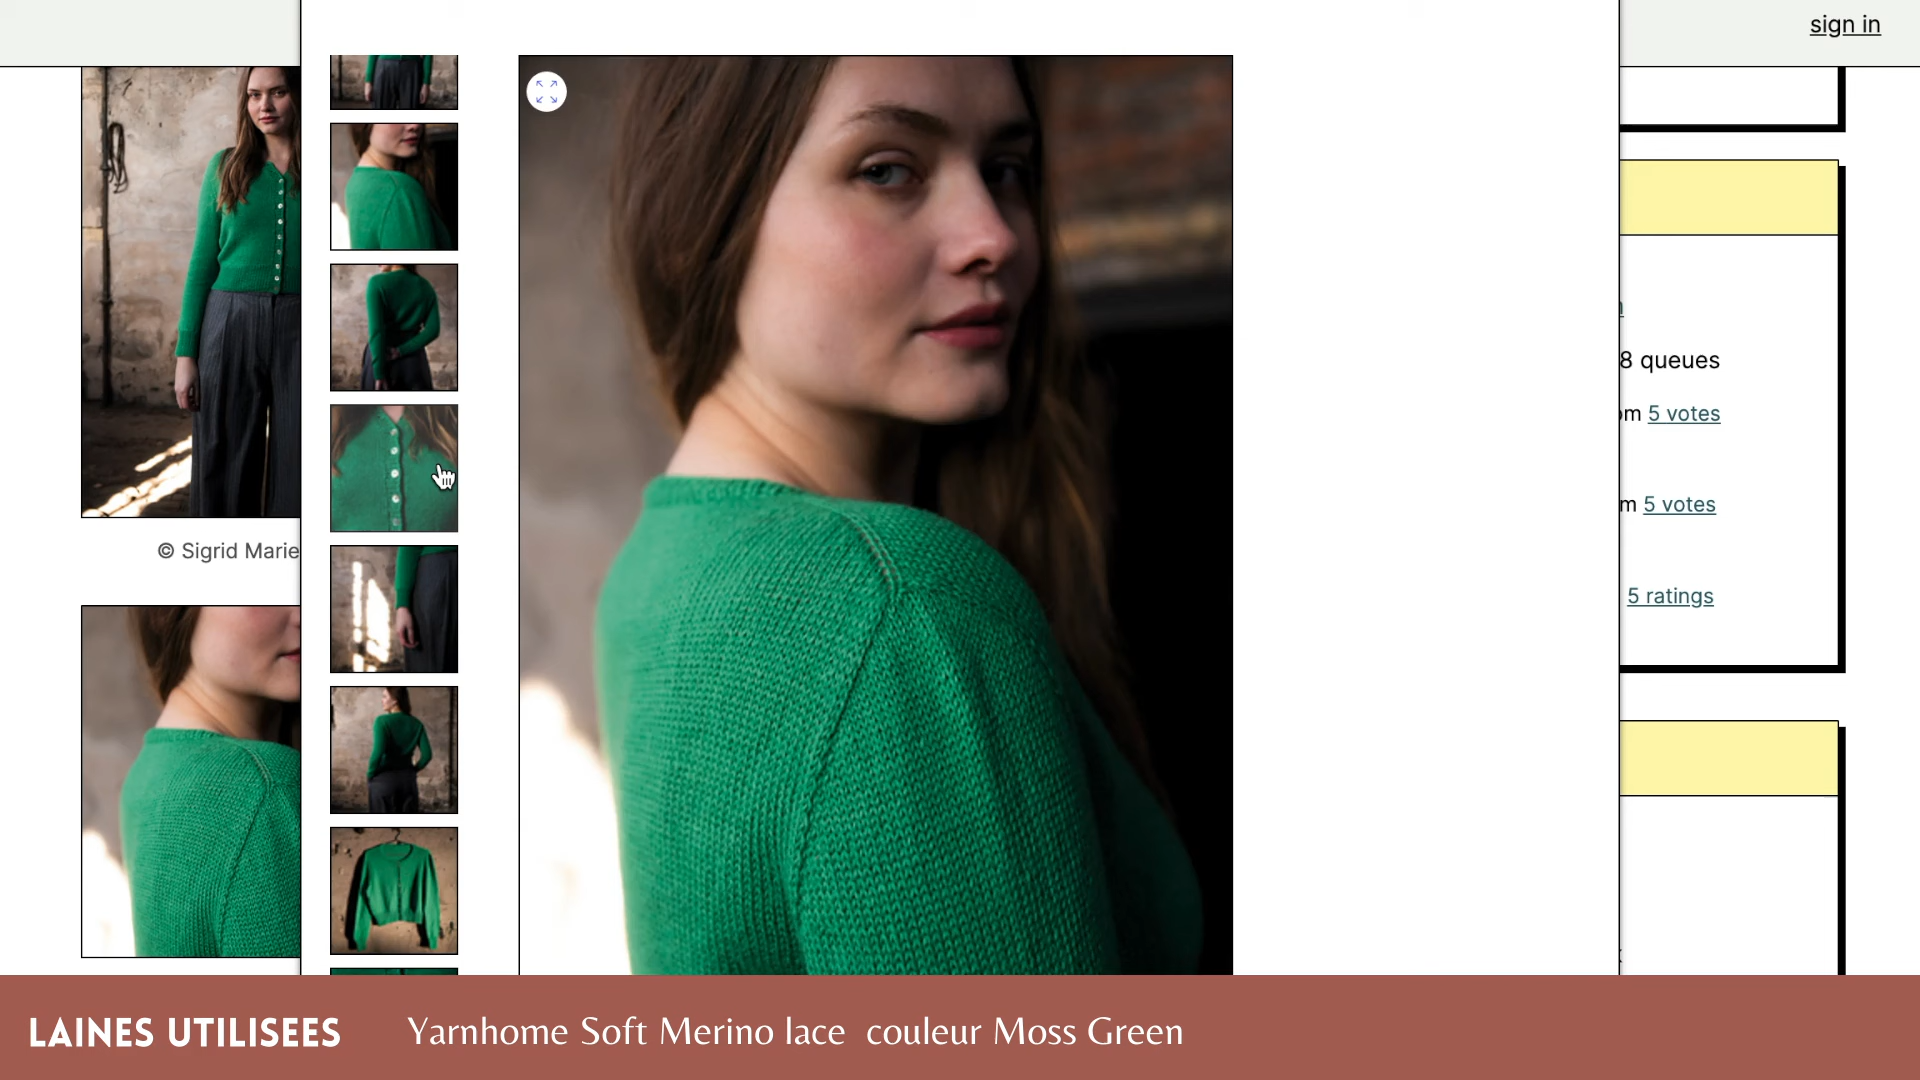 sign in
8 queues
om 5 votes
m 5 votes
5 ratings
© Sigrid Marie
LAINES UTILISEES
Yarnhome Soft Merino lace couleur Moss Green